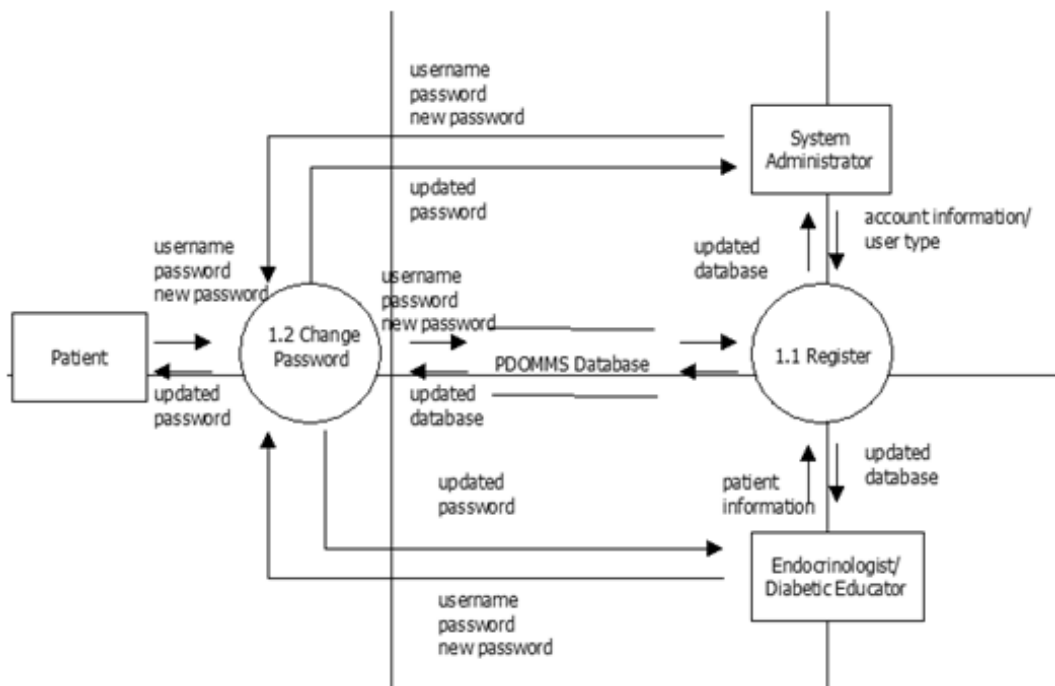 username
password
new password
System
Administrator
updated
password
account information/
user type
updated
database
username
password
new password
username
password
new password
Patient
1.2 Change
Password
PDOMMS Database
1.1 Register
updated
password
updated
database
updated
database
patient
information
updated
password
Endocrinologist/
Diabetic Educator
username
password
new password